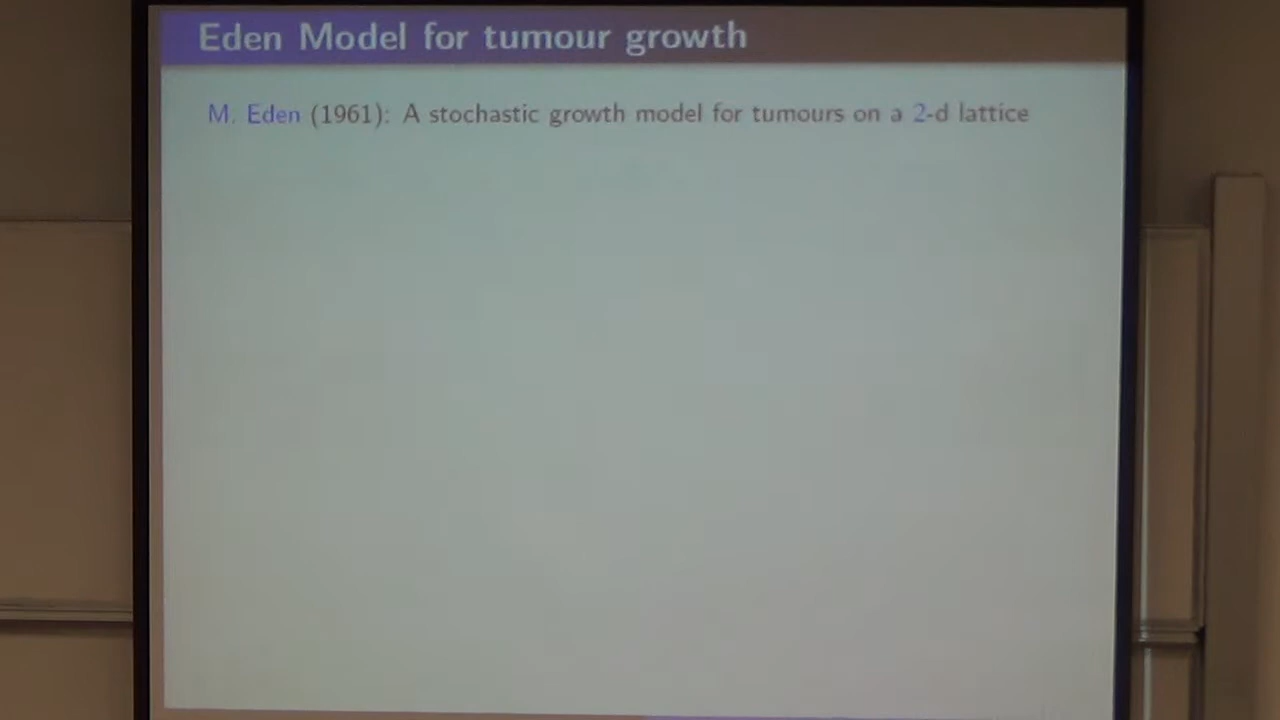 Eden Model for tumour growth
M. Eden (1961): A stochastic growth model for tumours on a 2-d lattice